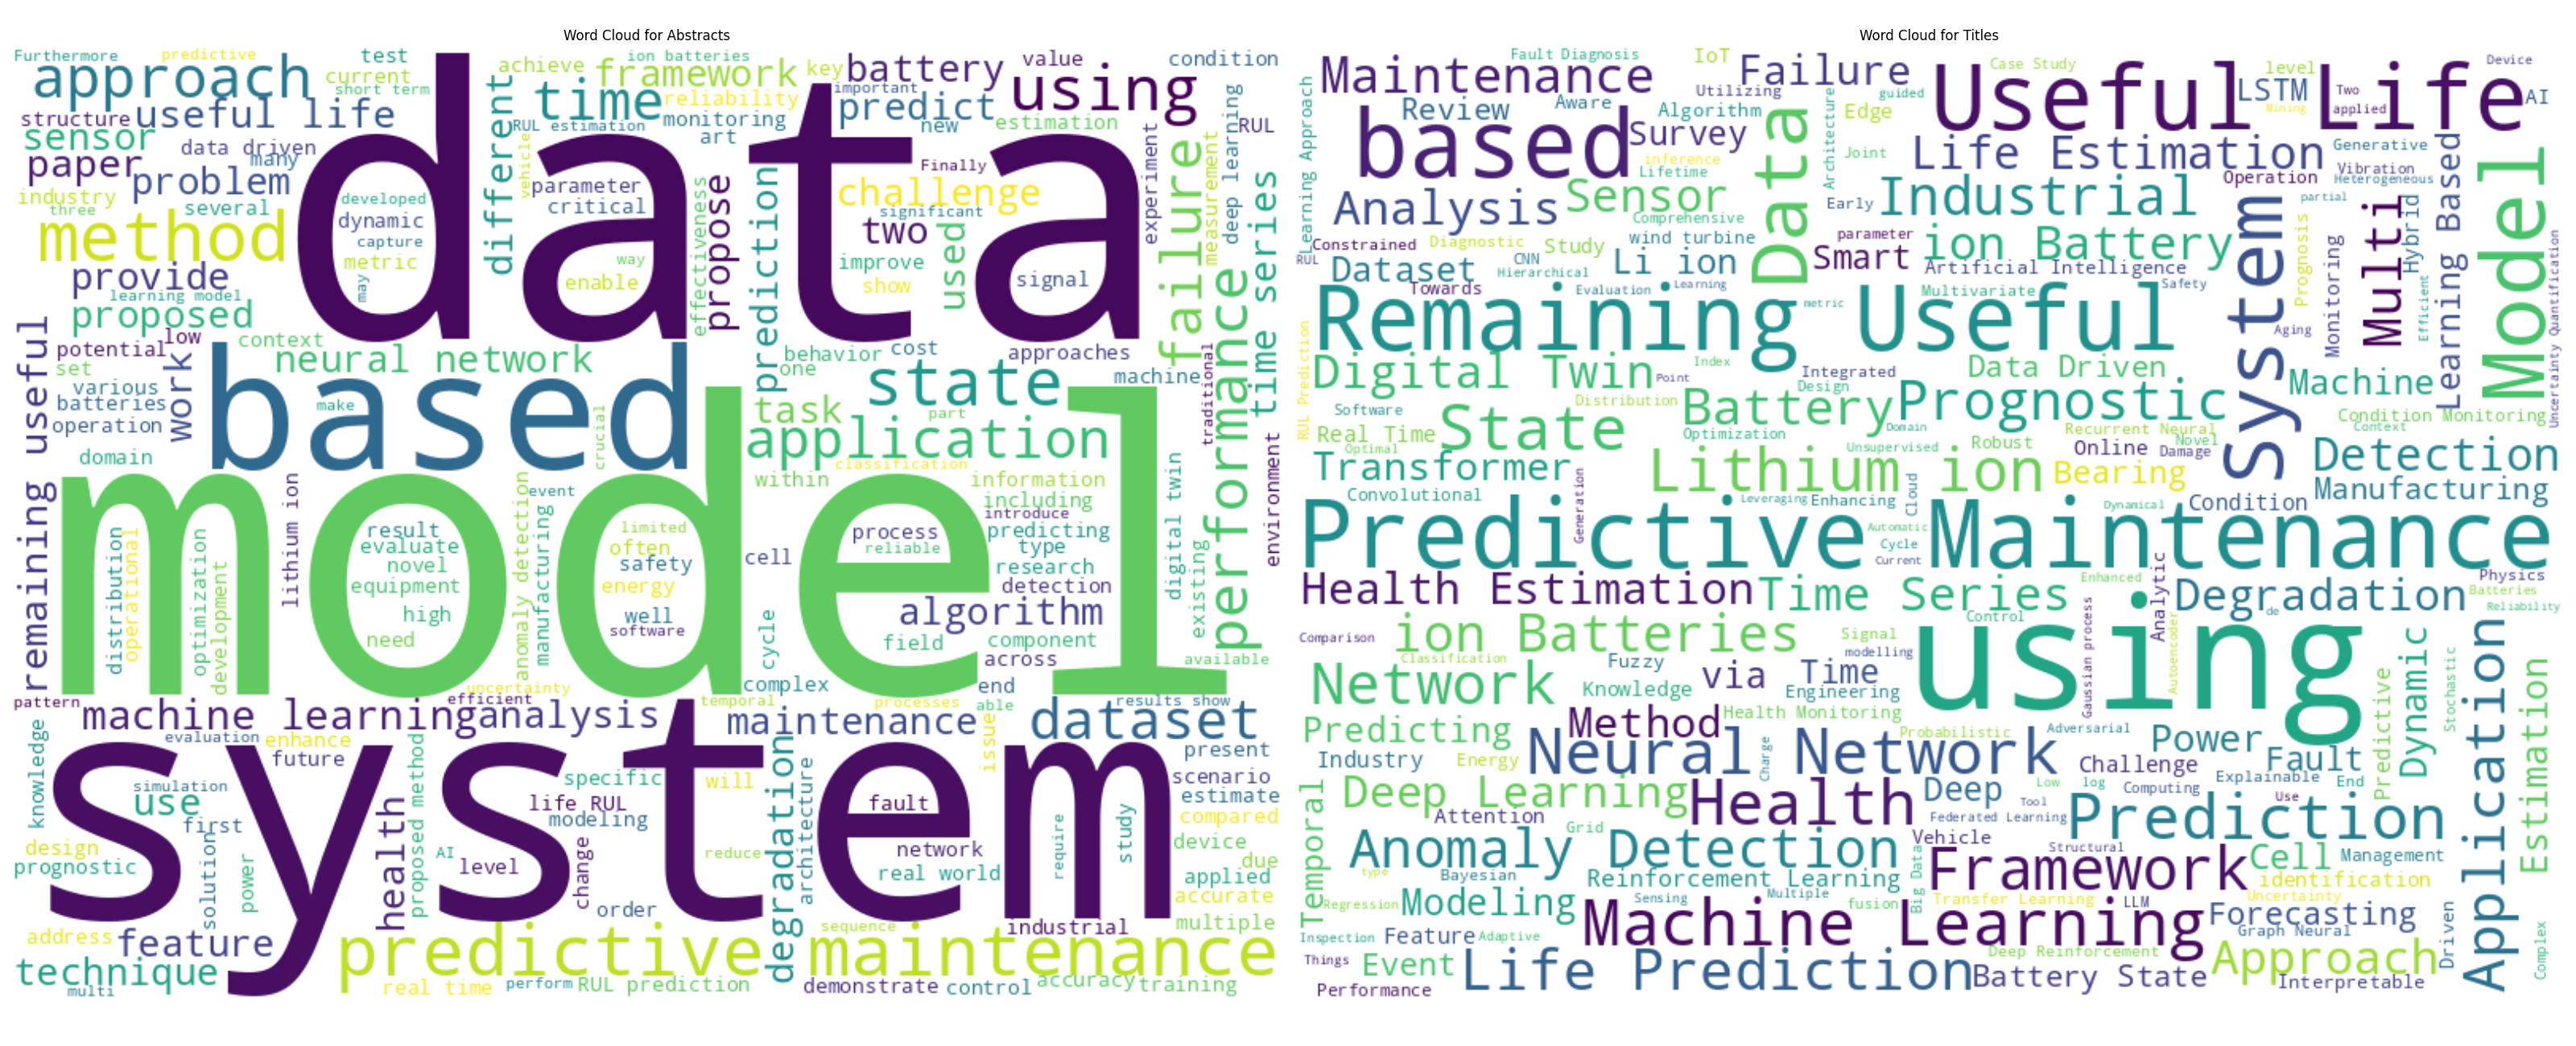 Word Cloud for Abstracts
Furthermore
predictive
test
approach
current
short term
structure
useful life
sensor
data driven
many
paper
problem
industry
three
several
method
provide
learning model
proposed
data
developed
dynamic
capture
metric
may
different
achieve
ion batteries
framework
time
reliability
RUL estimation
monitoring
art
vehicle
parameter
critical
way
enable
effectiveness
propose
prediction
key
battery
important
predict
new
value
using
estimation
condition
RUL
Finally
challenge
significant
two
improve
show
used
signal
experiment
failure
measurement
deep learning
time series
useful
remaining
low
potential
set
various
batteries
operation
work
domain
context
neural network
based
make
crucial
behavior
cost
one
approaches
machine
traditional
state
task
part
application
classification
performance
environment
model
distribution
operational
optimization
development
lithium ion
result
evaluate
novel
equipment
high
need
anomaly detection
event
manufacturing
limited
often
safety
energy
well
software
cell
cycle
within
information
including
introduce
process
reliable
predicting
type
research
detection
algorithm
field
component
across
digital twin
existing
available
pattern
machine learning
efficient
uncertainty
analysis
temporal
complex
maintenance
processes
end
able
issue
results show
dataset
system
knowledge
evaluation
enhance
future
simulation
use
first
design
prognostic
solution
power
address
feature
technique
multi
health
proposed method
AI
level
specific
life RUL
modeling
change
order
will
reduce
degradation
architecture
fault
network
real world
require
study
present
scenario
estimate
compared
device
due
applied
accurate
multiple
predictive maintenance
sequence
industrial
real time
perform
RUL prediction
demonstrate
control
accuracy
training
Word Cloud for Titles
Learning Approach
Maintenance
Fault Diagnosis
IoT
Failure
Review
Aware
Utilizing
Algorithm
based
Survey
inference
Lifetime
Analysis
Sensor
Comprehensive
Constrained
Diagnostic
Study
wind turbine
RUL
Dataset
CNN
Hierarchical
Li ion
Towards
Evaluation
Learning
Data
Architecture
guided
Edge
Joint
Early
Useful Life
Case Study
level
LSTM
Mining
Two
applied
Device
AI
Life Estimation
Generative
Industrial
Operation
Vibration
Heterogeneous
partial
parameter
Smart
ion Battery
Artificial Intelligence
Safety
System
Prognosis
Monitoring
Multi
Hybrid
Efficient
Learning Based
Model
Uncertainty Quantification
Remaining Useful
metric
Multivariate
Aging
RUL Prediction
Digital Twin
Point
Index
Integrated
Design
Data Driven
Machine
Software
Distribution
Battery
Prognostic
Condition Monitoring
Context
Real Time
Optimal
State
Optimization
Domain
Unsupervised
Robust
Recurrent Neural
Online
Novel
Damage
Transformer
Lithium ion
Bearing
Detection
Convolutional
Generation
Leveraging
Enhancing
Cloud
Condition
Manufacturing
Predictive Maintenance
Automatic
Cycle
Current
Dynamical
Health Estimation
Time Series
Enhanced
Analytic
Degradation
de
Physics
Batteries
Reliability
Comparison
ion Batteries
Classification
Signal
modelling
Control
using
Gaussian process
Autoencoder
Network
Fuzzy
Knowledge
via
Time
Engineering
Dynamic
Stochastic
Application
Estimation
Predictive
Predicting
Method
Health Monitoring
Probabilistic
Adversarial
Power
Industry
Energy
Neural Network
Charge
Challenge
Explainable
Fault
End
Temporal
Deep Learning
Health
Deep
Low
log
Computing
Use
Tool
Federated Learning
Prediction
Attention
Grid
Vehicle
Structural
Anomaly Detection
Framework
Cell
Management
type
Bayesian
Reinforcement Learning
Big Data
identification
Regression
Modeling
Sensing
Multiple
fusion
Transfer Learning
LLM
Uncertainty
Forecasting
Graph Neural
Inspection
Feature
Adaptive
Machine Learning
Things
Event
Life Prediction
Deep Reinforcement
Battery State
Approach
Interpretable
Driven
Complex
Performance